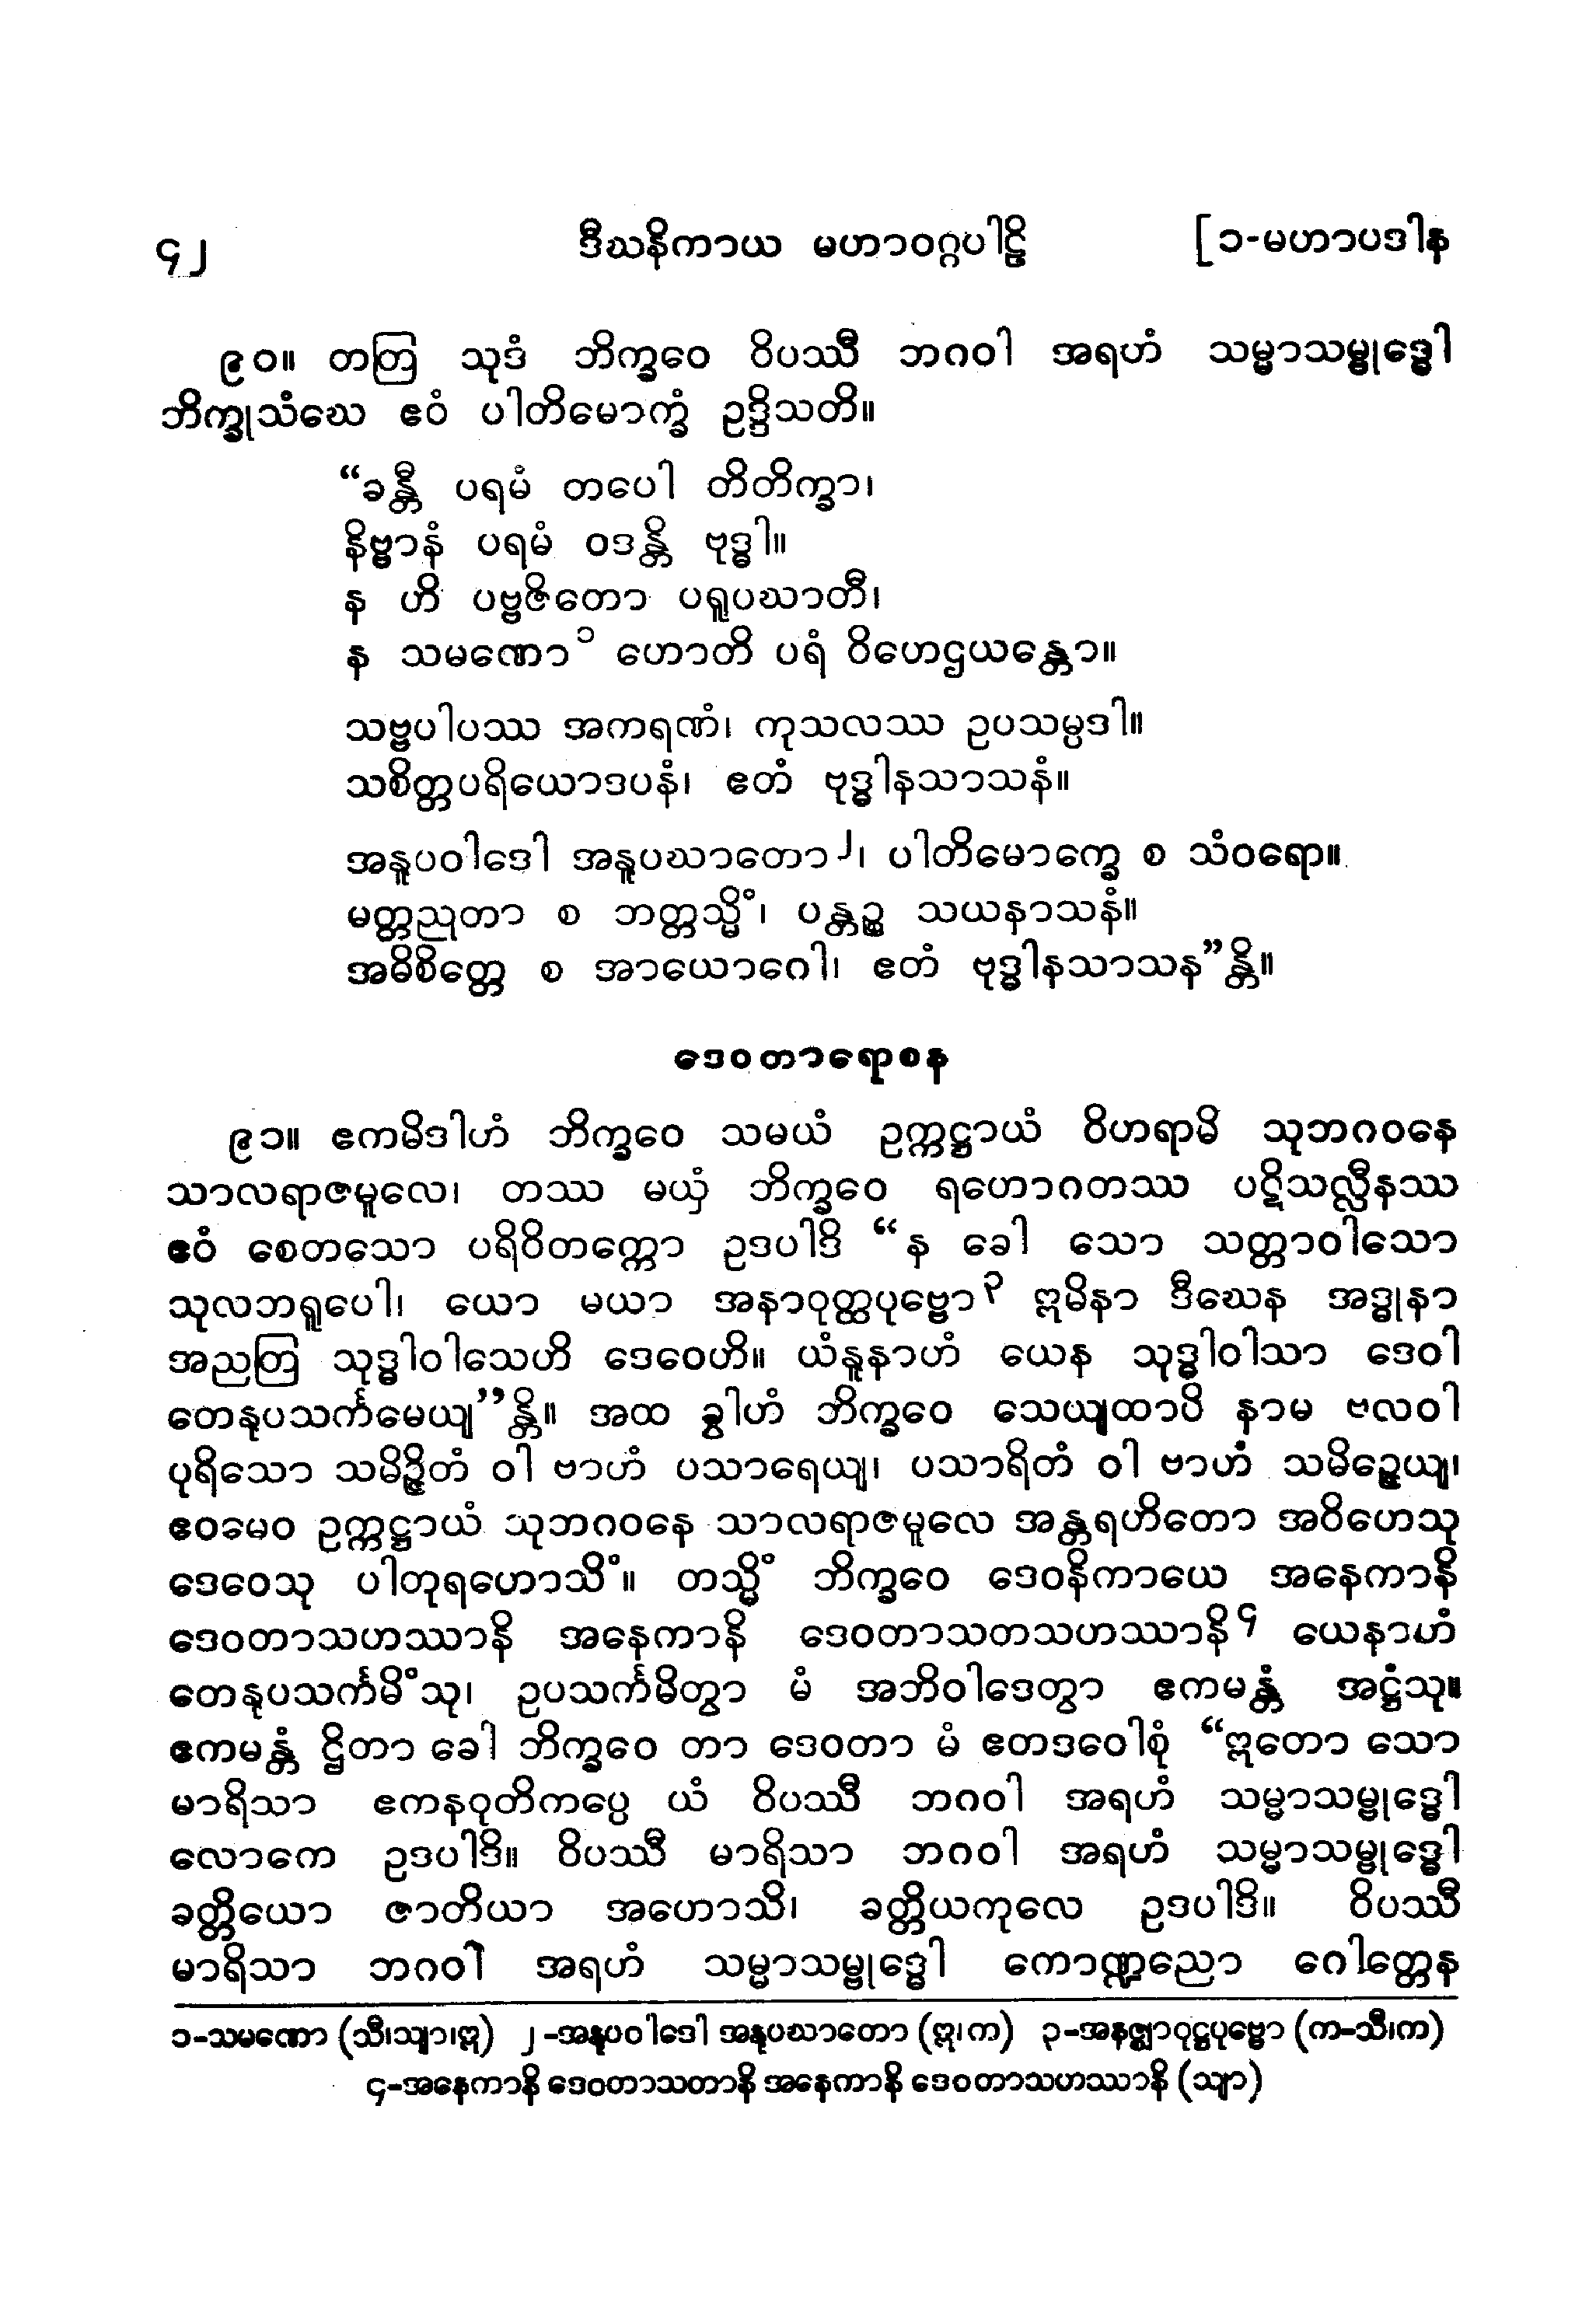 ၄၂ ဒီဃနိကာယ မဟာဝဂ္ဂပါဠိ [၁-မဟာပဒါန
၉၀။ တတြ သုဒံ ဘိက္ခဝေ ဝိပဿီ ဘဂဝါ အရဟံ သမ္မာသမ္ဗုဒ္ဓေါ
ဘိက္ခုသံဃေ ဧဝံ ပါတိမောက္ခံ ဥဒ္ဒိသတိ။
“ခန္တီ ပရမံ တပေါ တိတိက္ခာ၊
နိဗ္ဗာနံ ပရမံ ဝဒန္တိ ဗုဒ္ဓါ။
န ဟိ ပဗ္ဗဇိတော ပရူပဃာတီ၊
န သမဏော၁ ဟောတိ ပရံ ဝိဟေဌယန္တော။
သဗ္ဗပါပဿ အကရဏံ၊ ကုသလဿ ဥပသမ္ပဒါ။
သစိတ္တပရိယောဒပနံ၊ ဧတံ ဗုဒ္ဓါနသာသနံ။
အနူပဝါဒေါ အနူပဃာတော၂၊ ပါတိမောက္ခေ စ သံဝရော။
မတ္တညုတာ စ ဘတ္တသ္မိံ၊ ပန္တဉ္စ သယနာသနံ။
အဓိစိတ္တေ စ အာယောဂေါ၊ ဧတံ ဗုဒ္ဓါနသာသန”န္တိ။
ဒေဝတာရောစန
၉၁။ ဧကမိဒါဟံ ဘိက္ခဝေ သမယံ ဥက္ကဋ္ဌာယံ ဝိဟရာမိ သုဘဂဝနေ
သာလရာဇမူလေ၊ တဿ မယှံ ဘိက္ခဝေ ရဟောဂတဿ ပဋိသလ္လီနဿ
ဧဝံ စေတသော ပရိဝိတက္ကော ဥဒပါဒိ “န ခေါ သော သတ္တာဝါသော
သုလဘရူပေါ၊ ယော မယာ အနာဝုတ္ထပုဗ္ဗော၃ ဣမိနာ ဒီဃေန အဒ္ဓုနာ
အညတြ သုဒ္ဓါဝါသေဟိ ဒေဝေဟိ။ ယံနူနာဟံ ယေန သုဒ္ဓါဝါသာ ဒေဝါ
တေနုပသင်္ကမေယျ”န္တိ။ အထ ခွါဟံ ဘိက္ခဝေ သေယျထာပိ နာမ ဗလဝါ
ပုရိသော သမိဉ္ဇိတံ ဝါ ဗာဟံ ပသာရေယျ၊ ပသာရိတံ ဝါ ဗာဟံ သမိဉ္ဇေယျ၊
ဧဝမေဝ ဥက္ကဋ္ဌာယံ သုဘဂဝနေ သာလရာဇမူလေ အန္တရဟိတော အဝိဟေသု
ဒေဝေသု ပါတုရဟောသိံ။ တသ္မိံ ဘိက္ခဝေ ဒေဝနိကာယေ အနေကာနိ
ဒေဝတာသဟဿာနိ အနေကာနိ ဒေဝတာသတသဟဿာနိ၄ ယေနာဟံ
တေနုပသင်္ကမိံသု၊ ဥပသင်္ကမိတွာ မံ အဘိဝါဒေတွာ ဧကမန္တံ အဋ္ဌံသု။
ဧကမန္တံ ဌိတာ ခေါ ဘိက္ခဝေ တာ ဒေဝတာ မံ ဧတဒဝေါစုံ “ဣတော သော
မာရိသာ ဧကနဝုတိကပ္ပေ ယံ ဝိပဿီ ဘဂဝါ အရဟံ သမ္မာသမ္ဗုဒ္ဓေါ
လောကေ ဥဒပါဒိ။ ဝိပဿီ မာရိသာ ဘဂဝါ အရဟံ သမ္မာသမ္ဗုဒ္ဓေါ
ခတ္တိယော ဇာတိယာ အဟောသိ၊ ခတ္တိယကုလေ ဥဒပါဒိ။ ဝိပဿီ
မာရိသာ ဘဂဝါ အရဟံ သမ္မာသမ္ဗုဒ္ဓေါ ကောဏ္ဍညော ဂေါတ္တေန
၁-သမဏော (သီ၊သျာ၊ဣ) ၂-အနုပဝါဒေါ အနုပဃာတော (ဣ၊က) ၃-အနဇ္ဈာဝုဋ္ဌပုဗ္ဗော (က-သီ၊က)
၄-အနေကာနိ ဒေဝတာသတာနိ အနေကာနိ ဒေဝတာသဟဿာနိ (သျာ)